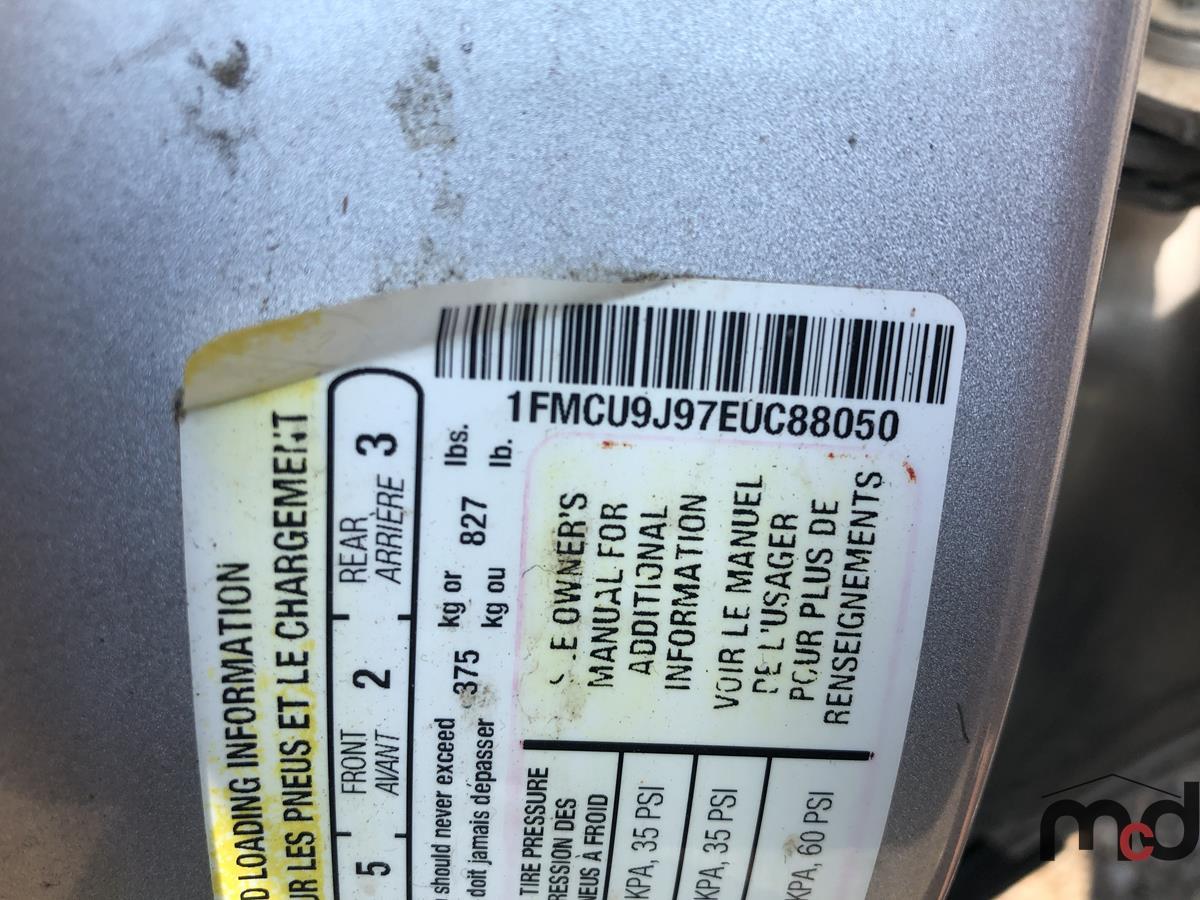 1FMCU9J97EUC88050
D LOADING INFORMATION
UR LES PNEUS ET LE CHARGEMENT
5 FRONT AVANT 2 REAR ARRIÈRE 3
should never exceed 375 kg or 827 lbs.
doit jamais dépasser kg ou lb.
TIRE PRESSURE
RESSION DES
NEUS À FROID
KPA, 35 PSI
KPA, 35 PSI
KPA, 60 PSI
E OWNER'S
MANUAL FOR
ADDITIONAL
INFORMATION
VOIR LE MANUEL
DE L'USAGER
POUR PLUS DE
RENSEIGNEMENTS
mcd